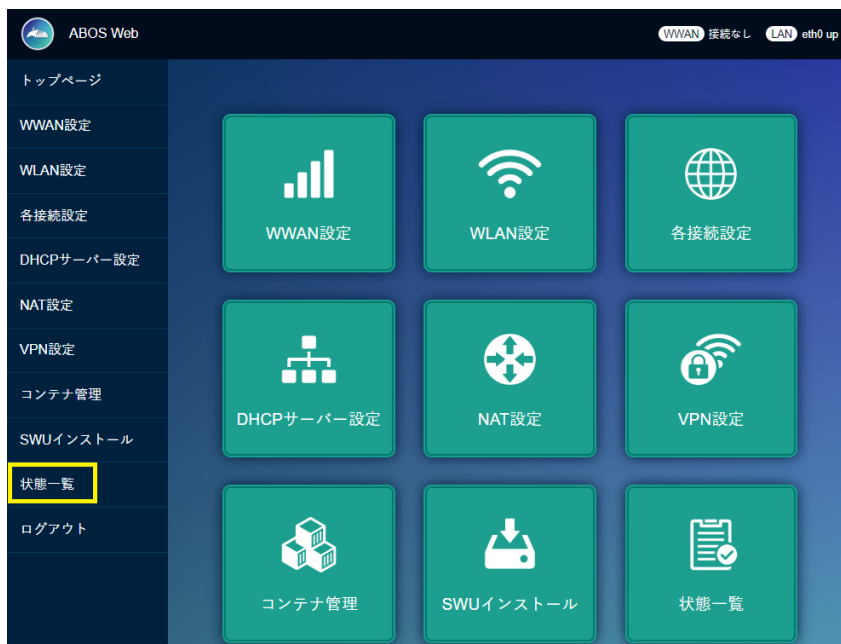 ABOS Web
WWAN 接続なし LAN eth0 up
トップページ
WWAN設定
WLAN設定
各接続設定
DHCPサーバー設定
NAT設定
VPN設定
コンテナ管理
SWUインストール
状態一覧
ログアウト
WWAN設定
WLAN設定
各接続設定
DHCPサーバー設定
NAT設定
VPN設定
コンテナ管理
SWUインストール
状態一覧